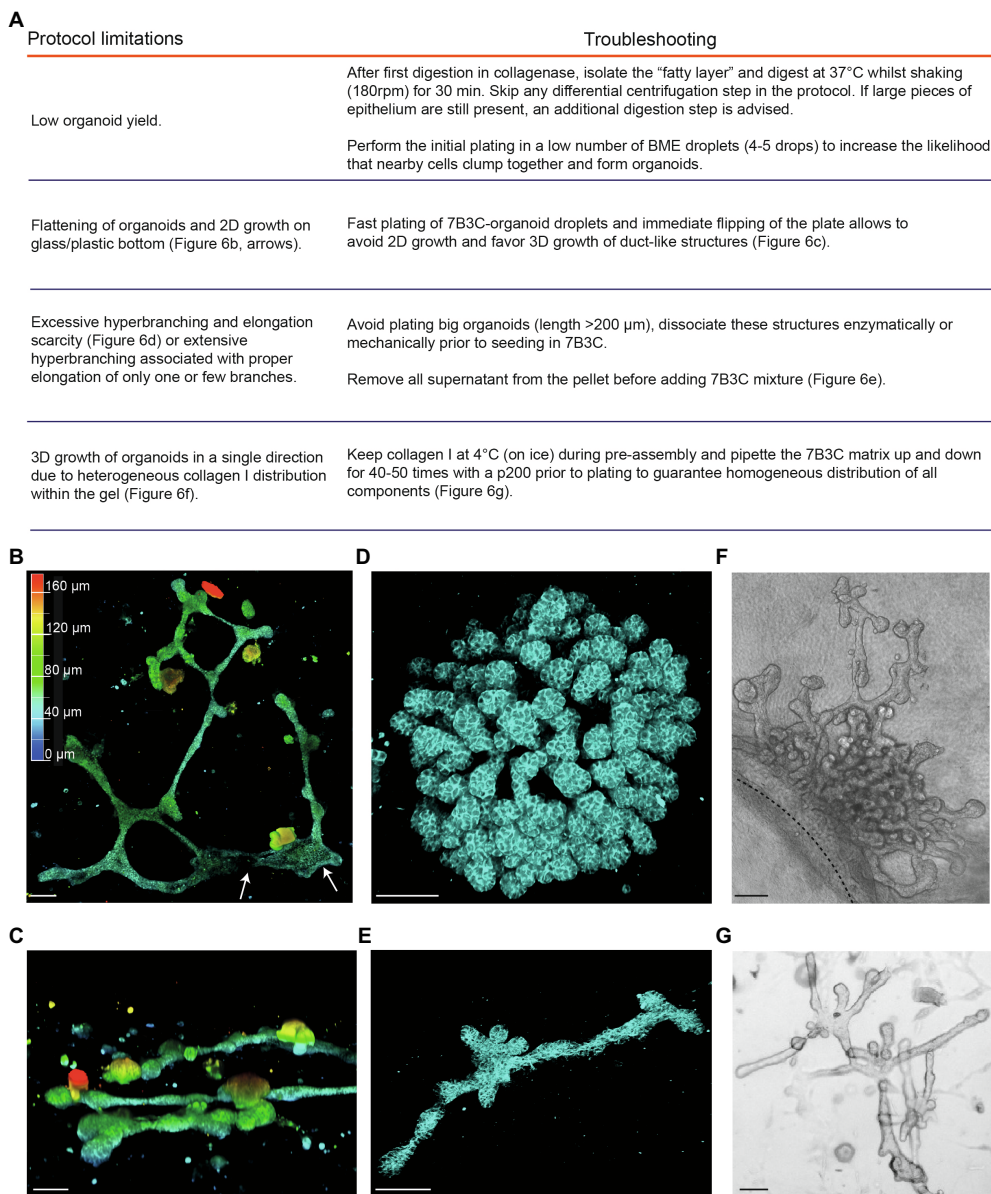 A
Protocol limitations
Troubleshooting
Low organoid yield.
After first digestion in collagenase, isolate the “fatty layer” and digest at 37°C whilst shaking
(180rpm) for 30 min. Skip any differential centrifugation step in the protocol. If large pieces of
epithelium are still present, an additional digestion step is advised.
Perform the initial plating in a low number of BME droplets (4-5 drops) to increase the likelihood
that nearby cells clump together and form organoids.
Flattening of organoids and 2D growth on
glass/plastic bottom (Figure 6b, arrows).
Fast plating of 7B3C-organoid droplets and immediate flipping of the plate allows to
avoid 2D growth and favor 3D growth of duct-like structures (Figure 6c).
Excessive hyperbranching and elongation
scarcity (Figure 6d) or extensive
hyperbranching associated with proper
elongation of only one or few branches.
Avoid plating big organoids (length >200 µm), dissociate these structures enzymatically or
mechanically prior to seeding in 7B3C.
Remove all supernatant from the pellet before adding 7B3C mixture (Figure 6e).
3D growth of organoids in a single direction
due to heterogeneous collagen I distribution
within the gel (Figure 6f).
Keep collagen I at 4°C (on ice) during pre-assembly and pipette the 7B3C matrix up and down
for 40-50 times with a p200 prior to plating to guarantee homogeneous distribution of all
components (Figure 6g).
B
160 µm
120 µm
80 µm
40 µm
0 µm
D
F
C
E
G